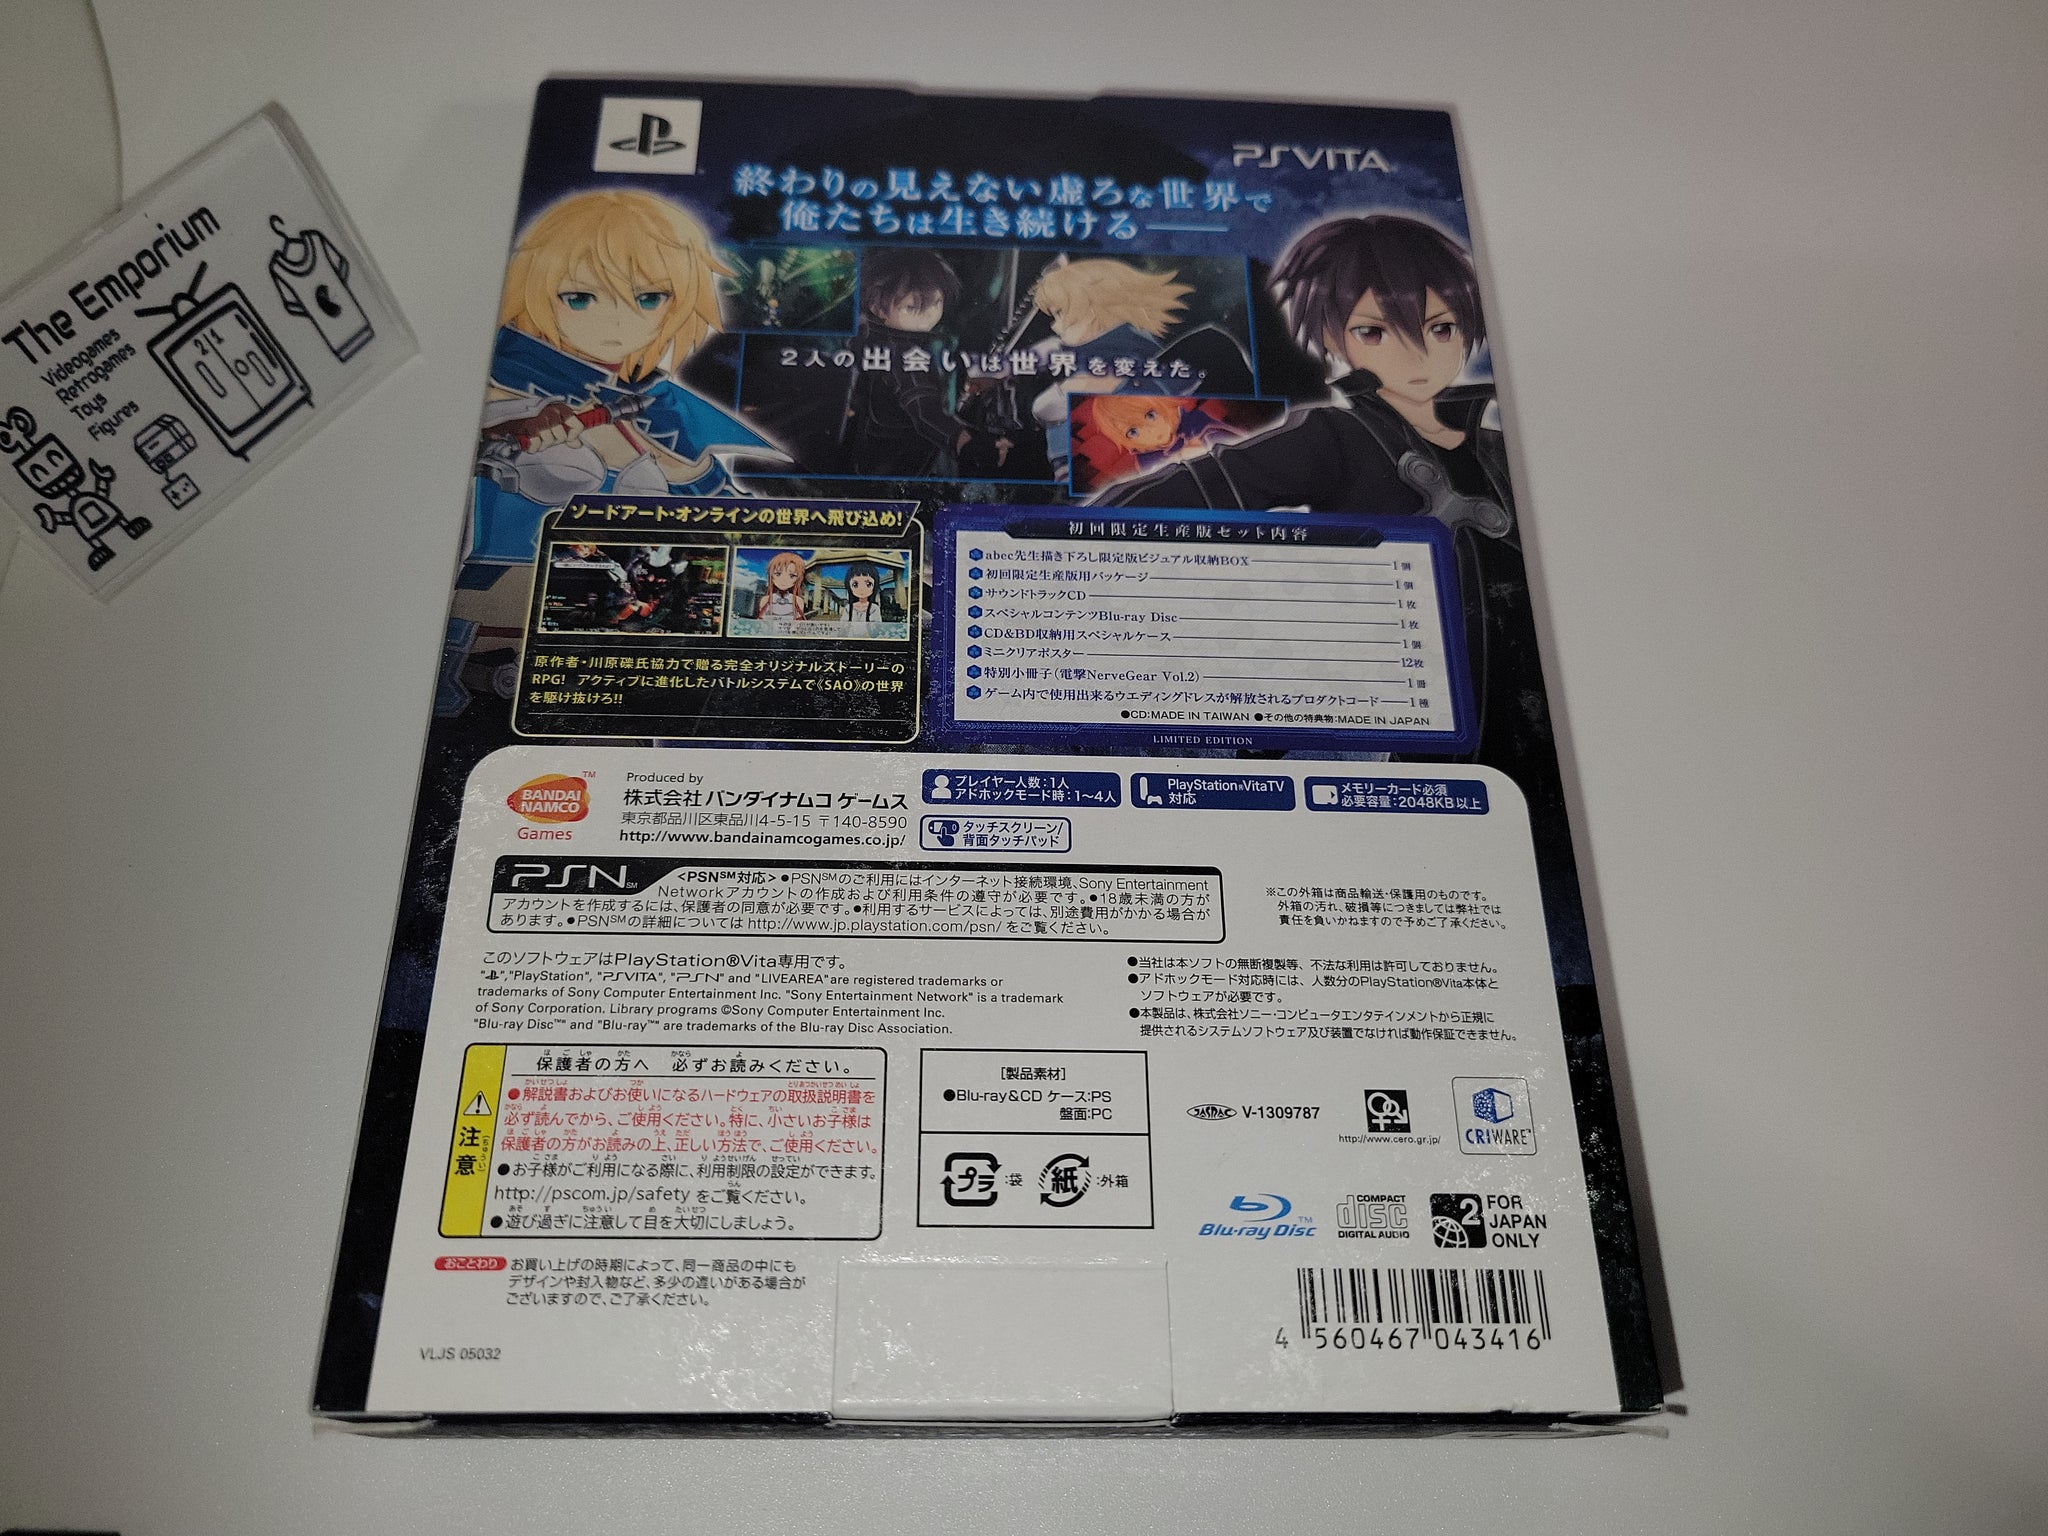 The Emporium
Videogames
Retrogames
Toys
Figures
PSVITA
終わりの見えない虚ろな世界で
俺たちは生き続ける――
2人の出会いは世界を変えた。
ソードアート・オンラインの世界へ飛び込め!
原作者・川原礫氏協力で贈る完全オリジナルストーリーの
RPG! アクティブに進化したバトルシステムで《SAO》の世界
を駆け抜けろ!!
初回限定生産版セット内容
abec先生描き下ろし限定版ビジュアル収納BOX 1個
初回限定生産版用パッケージ 1個
サウンドトラックCD 1枚
スペシャルコンテンツBlu-ray Disc 1枚
CD&BD収納用スペシャルケース 1個
ミニクリアポスター 12枚
特別小冊子(電撃NerveGear Vol.2) 1冊
ゲーム内で使用出来るウエディングドレスが解放されるプロダクトコード 1種
●CD:MADE IN TAIWAN ●その他の特典物:MADE IN JAPAN
LIMITED EDITION
BANDAI
NAMCO
Games
TM
Produced by
株式会社 バンダイナムコ ゲームス
東京都品川区東品川4-5-15 〒140-8590
http://www.bandainamcogames.co.jp/
プレイヤー人数:1人
アドホックモード時:1~4人
PlayStation®VitaTV
対応
メモリーカード必須
必要容量:2048KB以上
タッチスクリーン/
背面タッチパッド
PSN SM
<PSN℠対応> ●PSN℠のご利用にはインターネット接続環境、Sony Entertainment
Networkアカウントの作成および利用条件の遵守が必要です。●18歳未満の方が
アカウントを作成するには、保護者の同意が必要です。●利用するサービスによっては、別途費用がかかる場合が
あります。●PSN℠の詳細については http://www.jp.playstation.com/psn/ をご覧ください。
※この外箱は商品輸送・保護用のものです。
外箱の汚れ、破損等につきましては弊社では
責任を負いかねますので予めご了承ください。
このソフトウェアはPlayStation®Vita専用です。
"PlayStation", "PSVITA", "PSN" and "LIVEAREA" are registered trademarks or
trademarks of Sony Computer Entertainment Inc. "Sony Entertainment Network" is a trademark
of Sony Corporation. Library programs ©Sony Computer Entertainment Inc.
"Blu-ray Disc™" and "Blu-ray™" are trademarks of the Blu-ray Disc Association.
●当社は本ソフトの無断複製等、不法な利用は許可しておりません。
●アドホックモード対応時には、人数分のPlayStation®Vita本体と
ソフトウェアが必要です。
●本製品は、株式会社ソニー・コンピュータエンタテインメントから正規に
提供されるシステムソフトウェア及び装置でなければ動作保証できません。
注意
保護者の方へ 必ずお読みください。
●解説書およびお使いになるハードウェアの取扱説明書を
必ず読んでから、ご使用ください。特に、小さいお子様は
保護者の方がお読みの上、正しい方法で、ご使用ください。
●お子様がご利用になる際に、利用制限の設定ができます。
http://pscom.jp/safety をご覧ください。
●遊び過ぎに注意して目を大切にしましょう。
[製品素材]
●Blu-ray&CD ケース:PS
盤面:PC
プラ:袋 紙:外箱
JASRAC V-1309787
http://www.cero.gr.jp/
CRIWARE
Blu-ray Disc™
COMPACT
disc
DIGITAL AUDIO
2
FOR
JAPAN
ONLY
おことわり お買い上げの時期によって、同一商品の中にも
デザインや封入物など、多少の違いがある場合が
ございますので、ご了承ください。
VLJS 05032
4 560467 043416